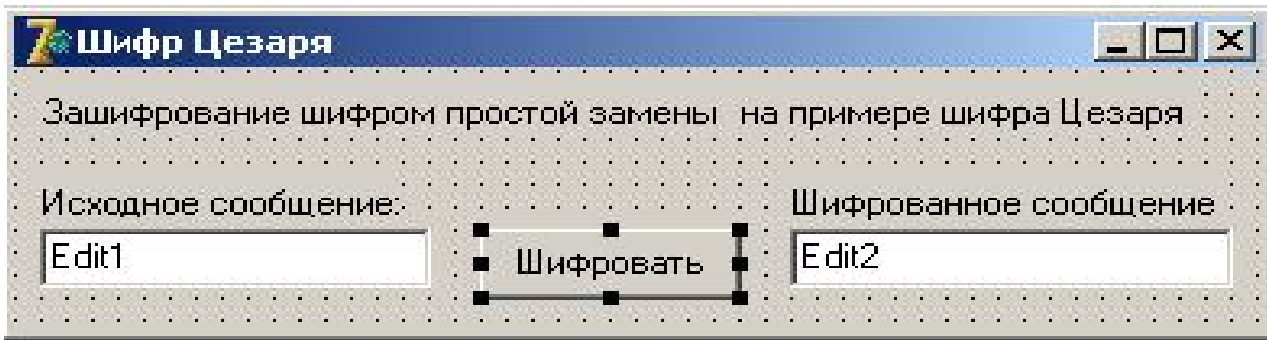 Шифр Цезаря
Зашифрование шифром простой замены на примере шифра Цезаря
Исходное сообщение:
Шифрованное сообщение
Edit1
Шифровать
Edit2